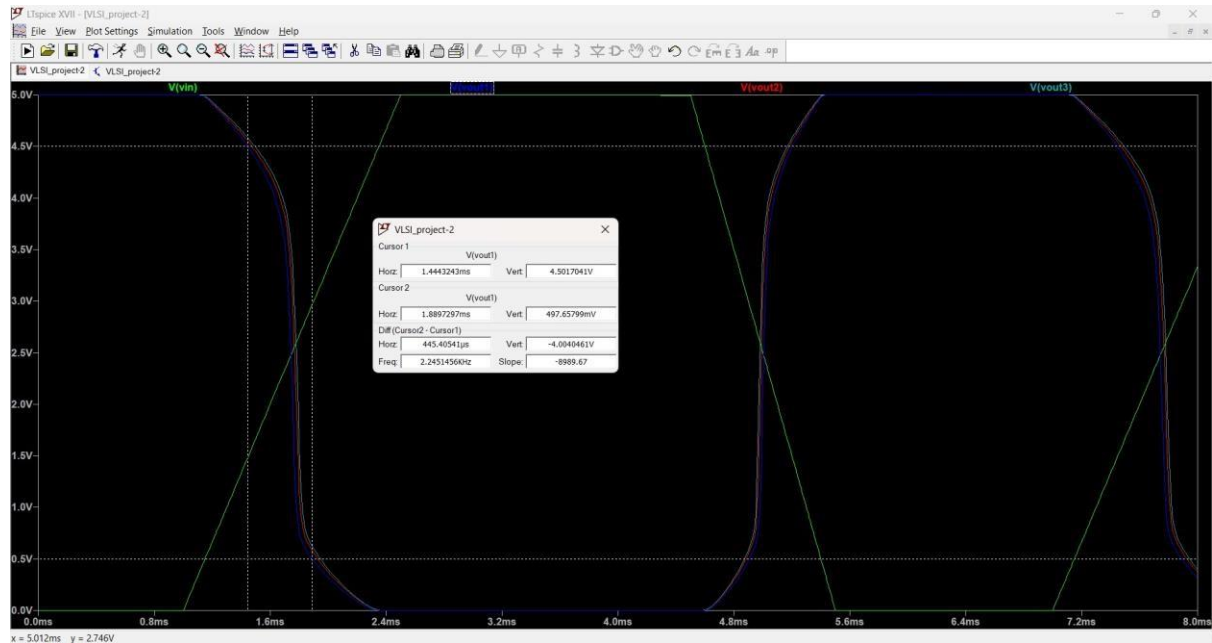 LTspice XVII - [VLSI_project-2]
File View Plot Settings Simulation Tools Window Help
VLSI_project-2 VLSI_project-2
V(vin) V(vout1) V(vout2) V(vout3)
5.0V
4.5V
4.0V
3.5V
3.0V
2.5V
2.0V
1.5V
1.0V
0.5V
0.0V
0.0ms 0.8ms 1.6ms 2.4ms 3.2ms 4.0ms 4.8ms 5.6ms 6.4ms 7.2ms 8.0ms
VLSI_project-2
Cursor 1
V(vout1)
Horz: 1.4443243ms Vert: 4.5017041V
Cursor 2
V(vout1)
Horz: 1.8897297ms Vert: 497.65799mV
Diff (Cursor2 - Cursor1)
Horz: 445.40541µs Vert: -4.0040461V
Freq: 2.2451456KHz Slope: -8989.67
x = 5.012ms y = 2.746V